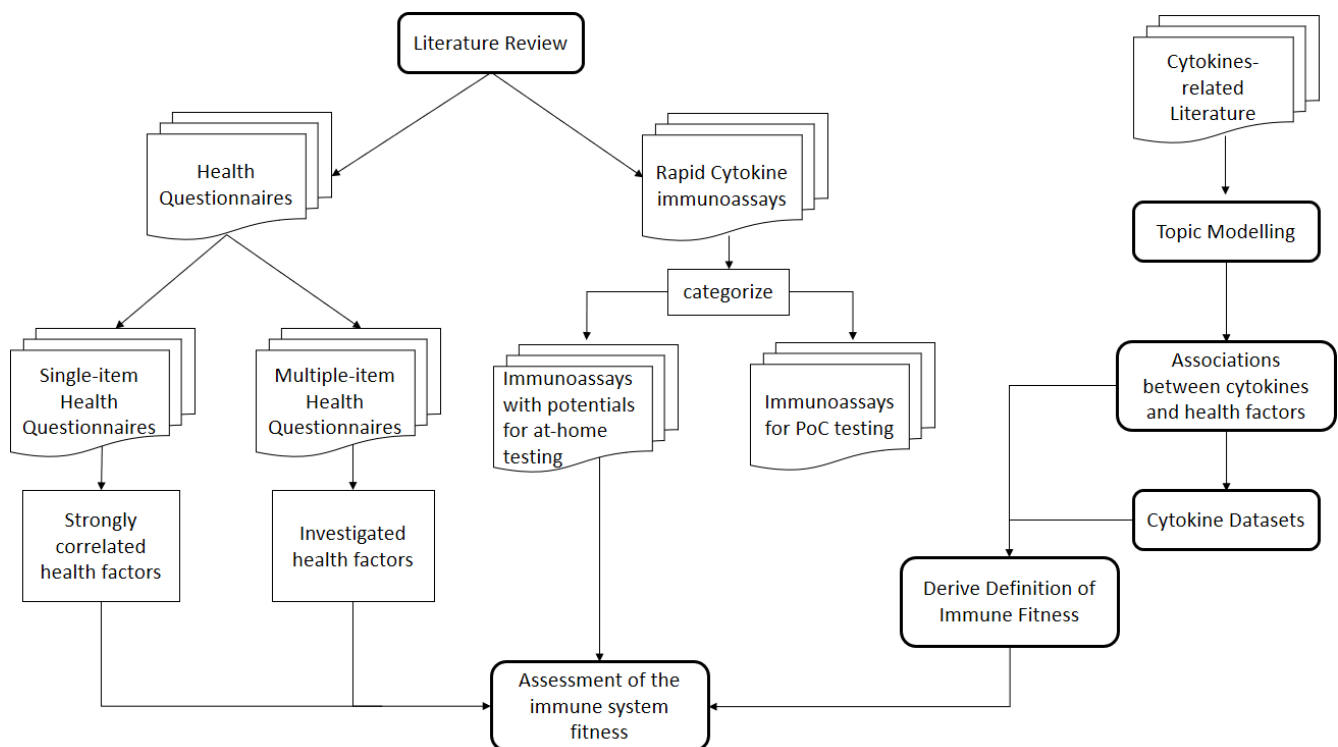 Literature Review
Cytokines-
related
Literature
Health
Questionnaires
Rapid Cytokine
immunoassays
Topic Modelling
categorize
Single-item
Health
Questionnaires
Multiple-item
Health
Questionnaires
Immunoassays
with potentials
for at-home
testing
Immunoassays
for PoC testing
Associations
between cytokines
and health factors
Strongly
correlated
health factors
Investigated
health factors
Cytokine Datasets
Derive Definition of
Immune Fitness
Assessment of the
immune system
fitness